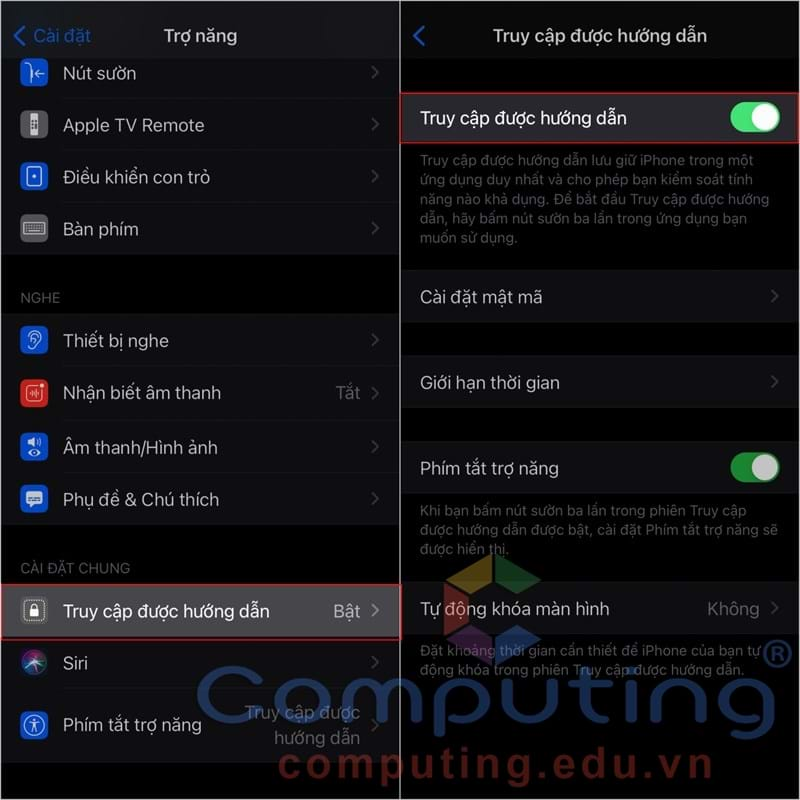 Cài đặt
Trợ năng
Nút sườn
Apple TV Remote
Điều khiển con trỏ
Bàn phím
NGHE
Thiết bị nghe
Nhận biết âm thanh Tắt
Âm thanh/Hình ảnh
Phụ đề & Chú thích
CÀI ĐẶT CHUNG
Truy cập được hướng dẫn Bật
Siri
Phím tắt trợ năng
Truy cập được
hướng dẫn
Truy cập được hướng dẫn
Truy cập được hướng dẫn
Truy cập được hướng dẫn lưu giữ iPhone trong một
ứng dụng duy nhất và cho phép bạn kiểm soát tính
năng nào khả dụng. Để bắt đầu Truy cập được hướng
dẫn, hãy bấm nút sườn ba lần trong ứng dụng bạn
muốn sử dụng.
Cài đặt mật mã
Giới hạn thời gian
Phím tắt trợ năng
Khi bạn bấm nút sườn ba lần trong phiên Truy cập
được hướng dẫn được bật, cài đặt Phím tắt trợ năng sẽ
được hiển thị.
Tự động khóa màn hình Không
Đặt khoảng thời gian cần thiết để iPhone của bạn tự
động khóa trong phiên Truy cập được hướng dẫn.
Computing®
computing.edu.vn